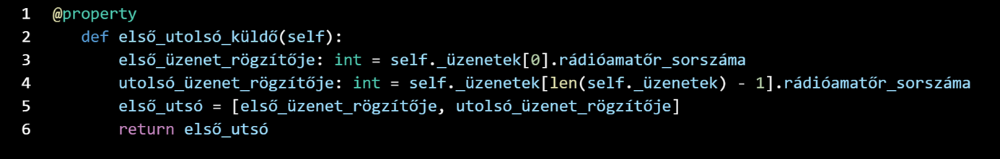 1 @property
2 def első_utolsó_küldő(self):
3 első_üzenet_rögzítője: int = self._üzenetek[0].rádióamatőr_sorszáma
4 utolsó_üzenet_rögzítője: int = self._üzenetek[len(self._üzenetek) - 1].rádióamatőr_sorszáma
5 első_utsó = [első_üzenet_rögzítője, utolsó_üzenet_rögzítője]
6 return első_utsó